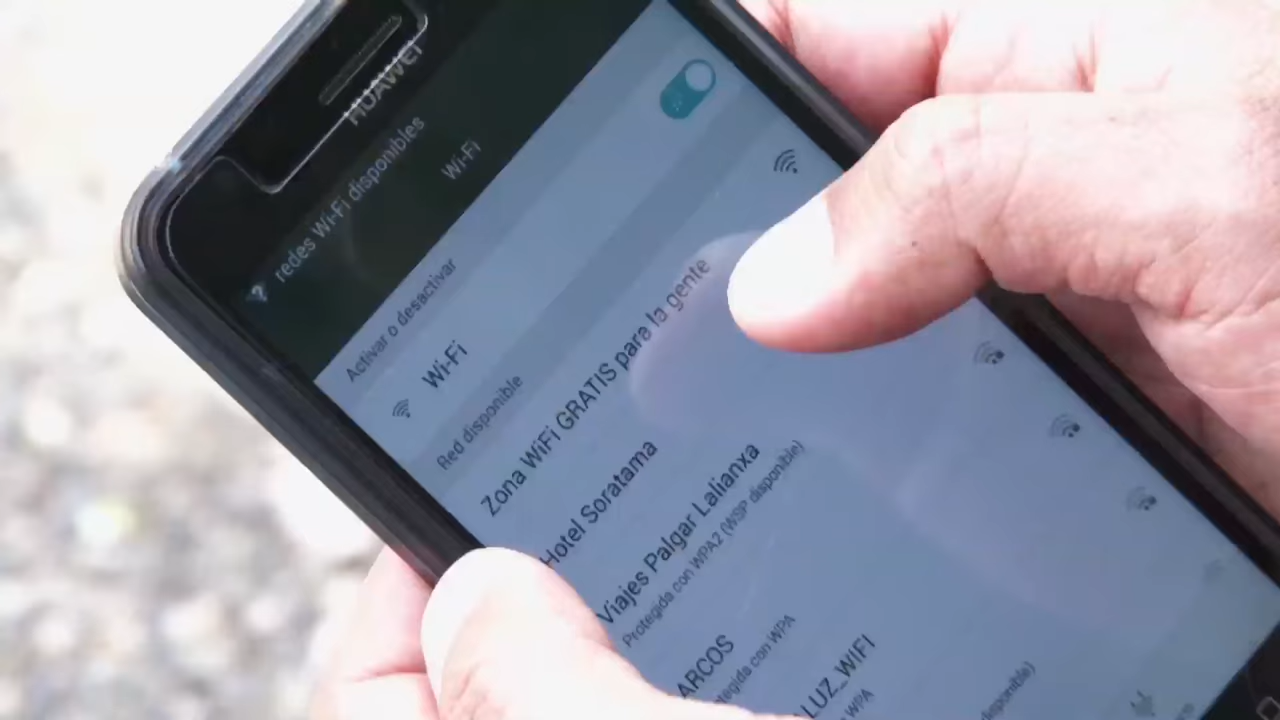 HUAWEI
redes Wi-Fi disponibles
Wi-Fi
Activar o desactivar
Wi-Fi
Red disponible
Zona WiFi GRATIS para la gente
Hotel Soratama
Viajes Palgar Lalianxa
Protegida con WPA2 (WSP disponible)
ARCOS
con WPA
LUZ_WIFI
WPA
disponible)